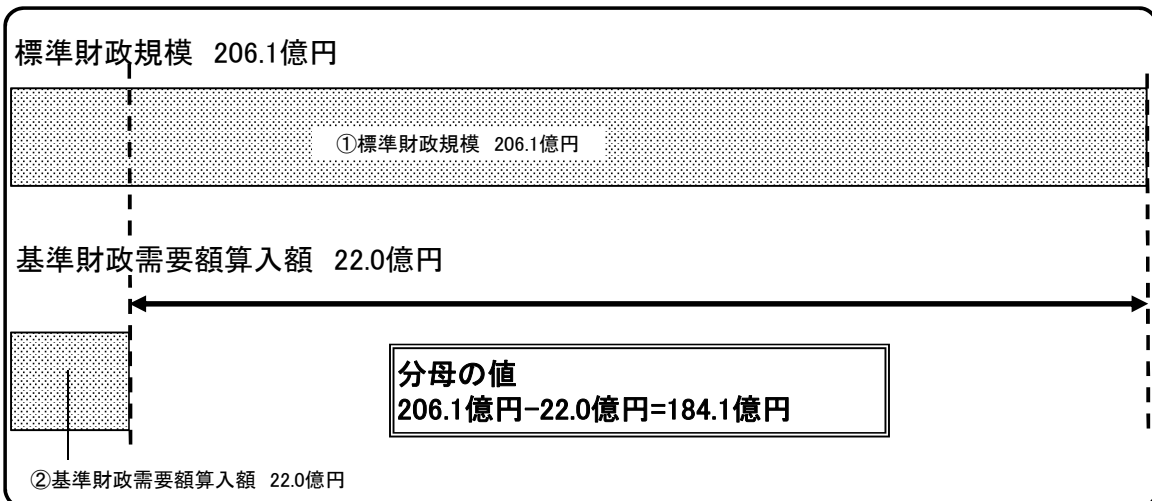 標準財政規模 206.1億円
①標準財政規模 206.1億円
基準財政需要額算入額 22.0億円
分母の値
206.1億円−22.0億円=184.1億円
②基準財政需要額算入額 22.0億円